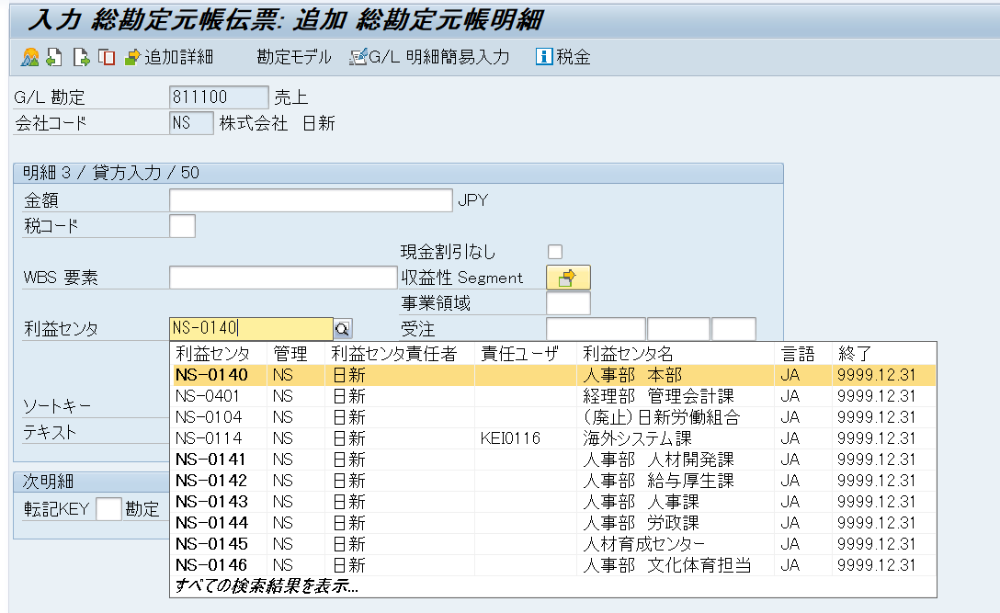 入力 総勘定元帳伝票: 追加 総勘定元帳明細
追加詳細 勘定モデル G/L 明細簡易入力 税金
G/L 勘定 811100 売上
会社コード NS 株式会社 日新
明細 3 / 貸方入力 / 50
金額 JPY
税コード
現金割引なし
WBS 要素 収益性 Segment
事業領域
利益センタ NS-0140 受注
利益センタ 管理 利益センタ責任者 責任ユーザ 利益センタ名 言語 終了
NS-0140 NS 日新 人事部 本部 JA 9999.12.31
NS-0401 NS 日新 経理部 管理会計課 JA 9999.12.31
ソートキー NS-0104 NS 日新 (廃止)日新労働組合 JA 9999.12.31
テキスト NS-0114 NS 日新 KEI0116 海外システム課 JA 9999.12.31
NS-0141 NS 日新 人事部 人材開発課 JA 9999.12.31
次明細 NS-0142 NS 日新 人事部 給与厚生課 JA 9999.12.31
転記KEY 勘定 NS-0143 NS 日新 人事部 人事課 JA 9999.12.31
NS-0144 NS 日新 人事部 労政課 JA 9999.12.31
NS-0145 NS 日新 人材育成センター JA 9999.12.31
NS-0146 NS 日新 人事部 文化体育担当 JA 9999.12.31
すべての検索結果を表示...